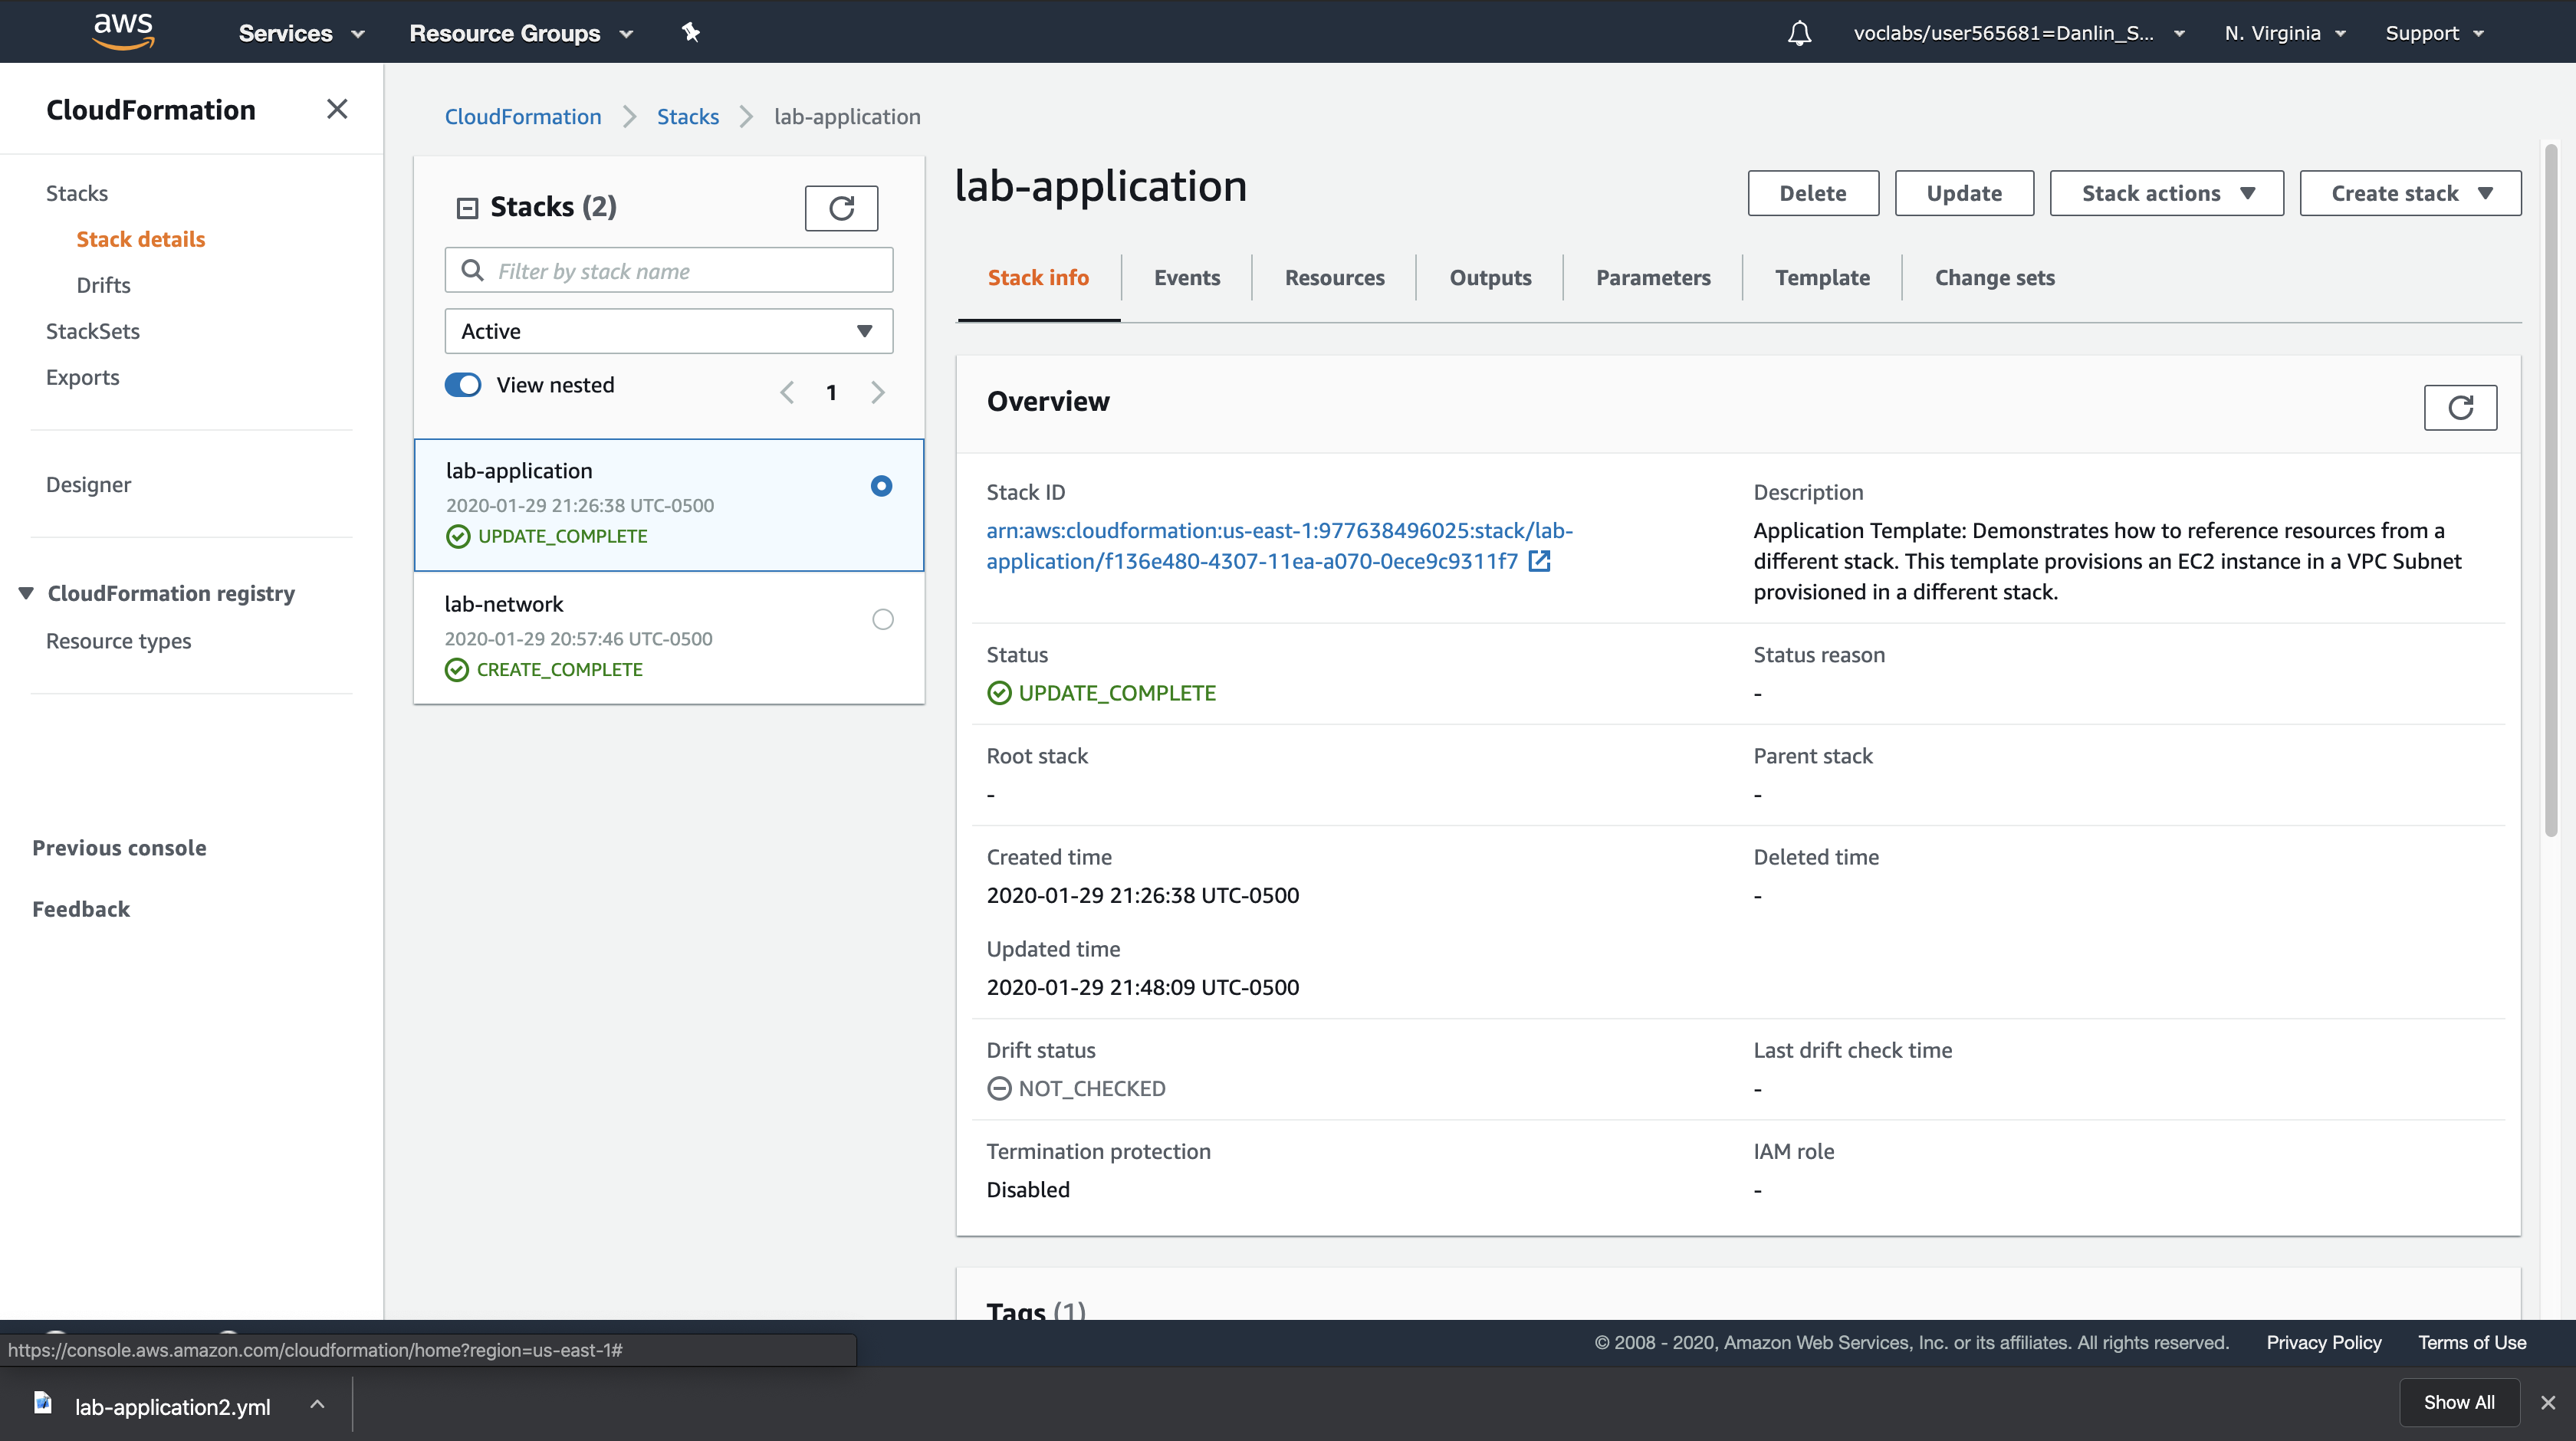 aws
Services
Resource Groups
voclabs/user565681=Danlin_S...
N. Virginia
Support
CloudFormation
Stacks
Stack details
Drifts
StackSets
Exports
Designer
CloudFormation registry
Resource types
Previous console
Feedback
CloudFormation
Stacks
lab-application
Stacks (2)
Filter by stack name
Active
View nested
1
lab-application
2020-01-29 21:26:38 UTC-0500
UPDATE_COMPLETE
lab-network
2020-01-29 20:57:46 UTC-0500
CREATE_COMPLETE
lab-application
Delete
Update
Stack actions
Create stack
Stack info
Events
Resources
Outputs
Parameters
Template
Change sets
Overview
Stack ID
arn:aws:cloudformation:us-east-1:977638496025:stack/lab-
application/f136e480-4307-11ea-a070-0ece9c9311f7
Description
Application Template: Demonstrates how to reference resources from a
different stack. This template provisions an EC2 instance in a VPC Subnet
provisioned in a different stack.
Status
UPDATE_COMPLETE
Status reason
-
Root stack
-
Parent stack
-
Created time
2020-01-29 21:26:38 UTC-0500
Deleted time
-
Updated time
2020-01-29 21:48:09 UTC-0500
Drift status
NOT_CHECKED
Last drift check time
-
Termination protection
Disabled
IAM role
-
Tags (1)
https://console.aws.amazon.com/cloudformation/home?region=us-east-1#
© 2008 - 2020, Amazon Web Services, Inc. or its affiliates. All rights reserved.
Privacy Policy
Terms of Use
lab-application2.yml
Show All